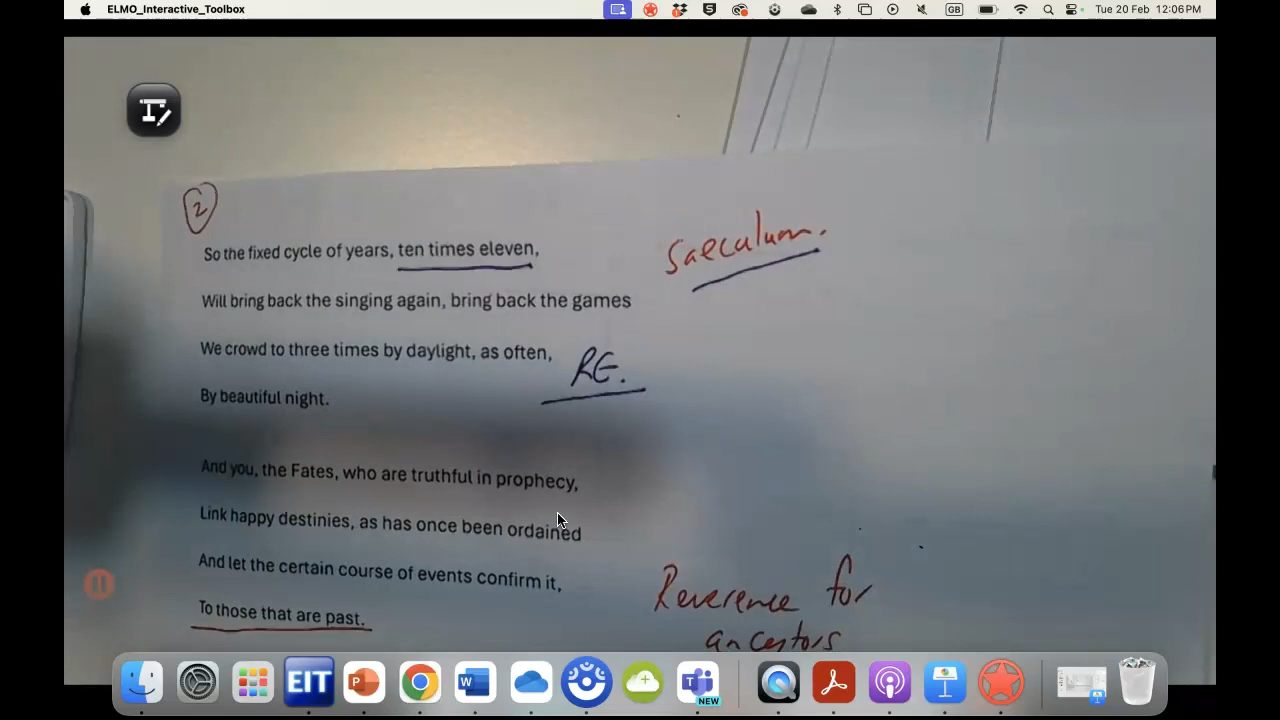 ELMO_Interactive_Toolbox
GB
Tue 20 Feb 12:06 PM
2
So the fixed cycle of years, ten times eleven,
Saeculum.
Will bring back the singing again, bring back the games
We crowd to three times by daylight, as often,
RE.
By beautiful night.
And you, the Fates, who are truthful in prophecy,
Link happy destinies, as has once been ordained
And let the certain course of events confirm it,
Reverence for
To those that are past.
ancestors
EIT
P
W
T
NEW